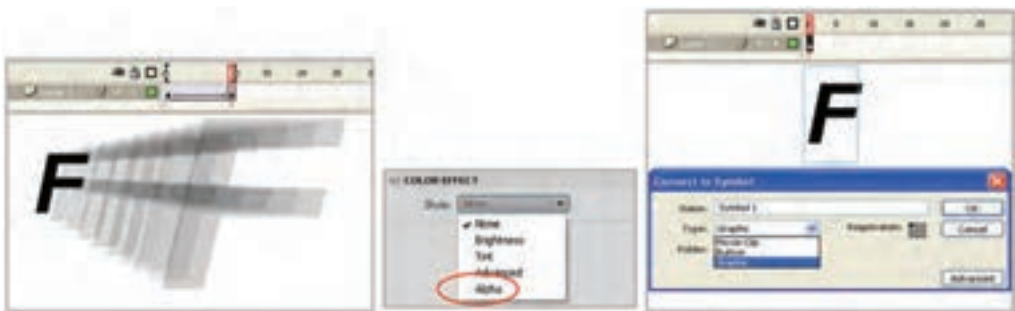 F
COLOR EFFECT
Style: None
None
Brightness
Tint
Advanced
Alpha
F
Convert to Symbol
Name: Symbol 1 OK
Type: Graphic Registration: Cancel
Movie Clip
Button
Graphic
Folder:
Advanced